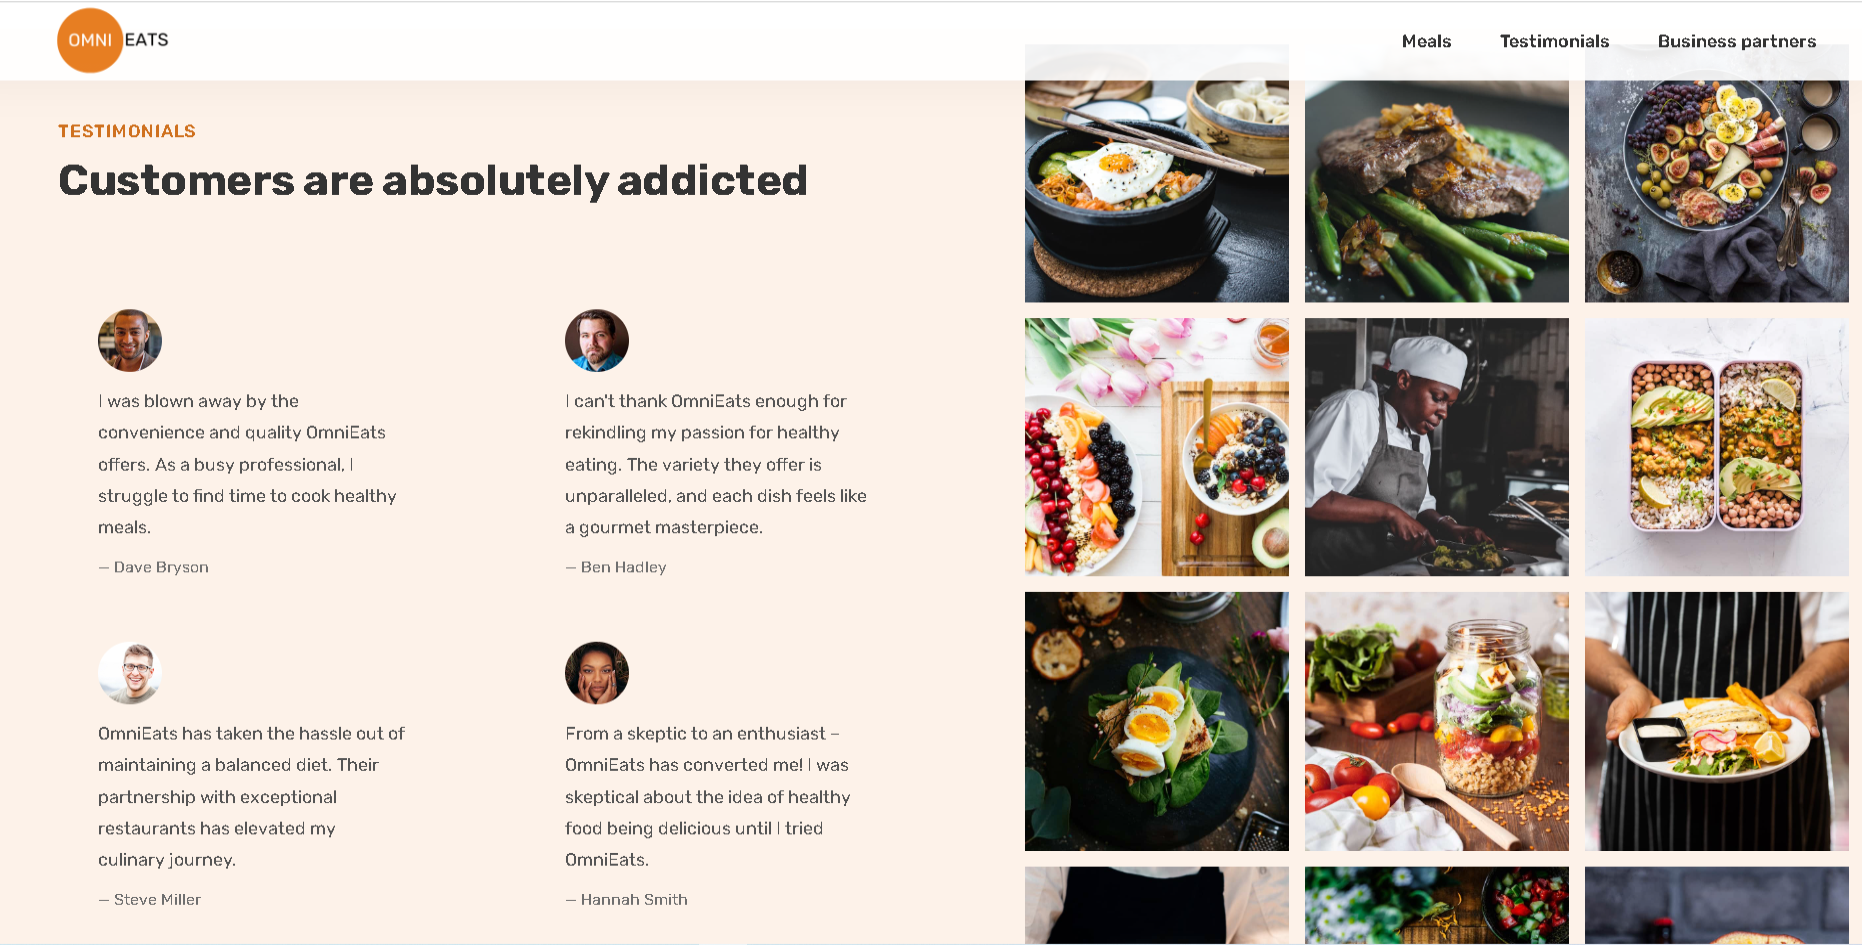 OMNI EATS
Meals
Testimonials
Business partners
TESTIMONIALS
Customers are absolutely addicted
I was blown away by the
convenience and quality OmniEats
offers. As a busy professional, I
struggle to find time to cook healthy
meals.
– Dave Bryson
I can't thank OmniEats enough for
rekindling my passion for healthy
eating. The variety they offer is
unparalleled, and each dish feels like
a gourmet masterpiece.
– Ben Hadley
OmniEats has taken the hassle out of
maintaining a balanced diet. Their
partnership with exceptional
restaurants has elevated my
culinary journey.
– Steve Miller
From a skeptic to an enthusiast –
OmniEats has converted me! I was
skeptical about the idea of healthy
food being delicious until I tried
OmniEats.
– Hannah Smith